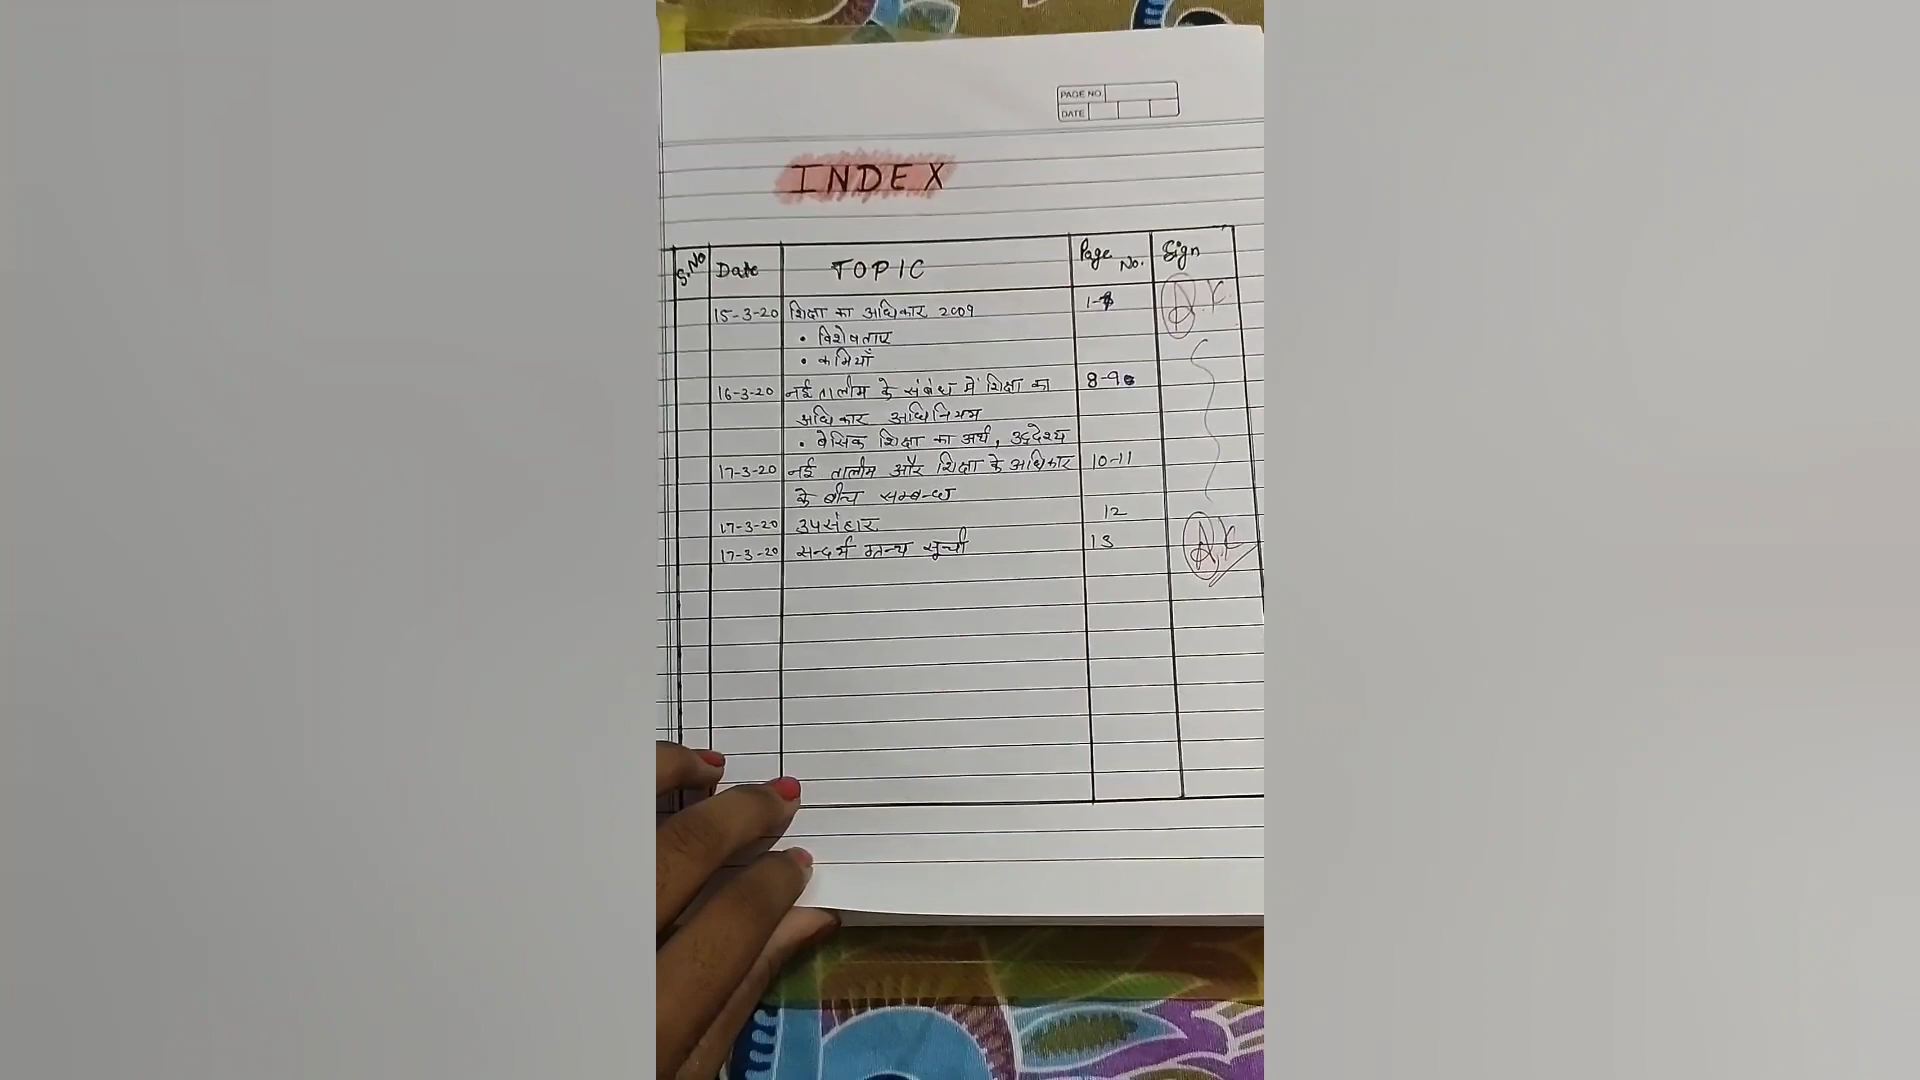 PAGE NO.
DATE
INDEX
S.No Date TOPIC Page No. Sign
15-3-20 शिक्षा का अधिकार 2009 1-7
• विशेषताए
• कमियाँ
16-3-20 नई तालीम के संबंध में शिक्षा का 8-9
अधिकार अधिनियम
• बेसिक शिक्षा का अर्थ, उद्देश्य
17-3-20 नई तालीम और शिक्षा के अधिकार 10-11
के बीच सम्बन्ध
17-3-20 उपसंहार 12
17-3-20 सन्दर्भ ग्रन्थ सूची 13